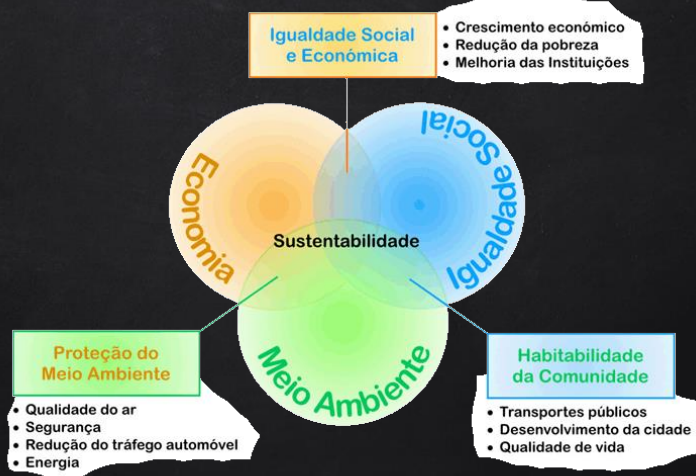 Igualdade Social
e Económica
• Crescimento económico
• Redução da pobreza
• Melhoria das Instituições
Economia
Igualdade Social
Sustentabilidade
Meio Ambiente
Proteção do
Meio Ambiente
• Qualidade do ar
• Segurança
• Redução do tráfego automóvel
• Energia
Habitabilidade
da Comunidade
• Transportes públicos
• Desenvolvimento da cidade
• Qualidade de vida